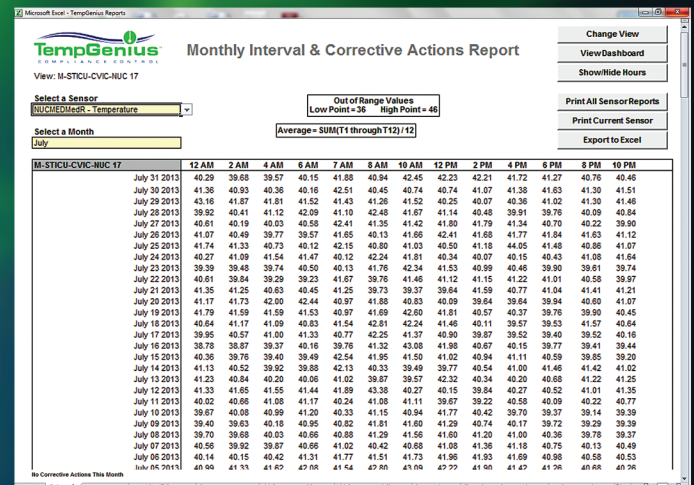 Microsoft Excel - TempGenius Reports
TempGenius
COMPLIANCE CONTROL
Monthly Interval & Corrective Actions Report
Change View
View Dashboard
Show/Hide Hours
View: M-STICU-CVIC-NUC 17
Select a Sensor
NUCMEDMedR - Temperature
Out of Range Values
Low Point = 36 High Point = 46
Print All Sensor Reports
Print Current Sensor
Export to Excel
Average = SUM(T1 through T12) / 12
Select a Month
July
M-STICU-CVIC-NUC 17 12 AM 2 AM 4 AM 6 AM 7 AM 8 AM 10 AM 12 PM 2 PM 4 PM 6 PM 8 PM 10 PM
July 31 2013 40.29 39.68 39.57 40.15 41.88 40.94 42.45 42.23 42.21 41.72 41.27 40.76 40.46
July 30 2013 41.36 40.93 40.36 40.16 42.51 40.45 40.74 40.74 41.07 41.38 41.63 41.30 41.51
July 29 2013 43.16 41.87 41.81 41.52 41.43 41.26 41.52 40.25 40.07 40.36 41.02 41.30 41.46
July 28 2013 39.92 40.41 41.12 42.09 41.10 42.48 41.67 41.14 40.48 39.91 39.76 40.09 40.84
July 27 2013 40.61 40.19 40.03 40.58 42.41 41.35 41.42 41.80 41.79 41.34 40.70 40.22 39.90
July 26 2013 41.07 40.49 39.77 39.57 41.65 40.13 41.66 42.41 41.68 41.77 41.84 41.63 41.12
July 25 2013 41.74 41.33 40.73 40.12 42.15 40.80 41.03 40.50 41.18 44.05 41.48 40.86 41.07
July 24 2013 40.27 41.09 41.54 41.47 40.12 42.24 41.81 40.34 40.07 40.15 40.43 41.08 41.64
July 23 2013 39.39 39.48 39.74 40.50 40.13 41.76 42.34 41.53 40.99 40.46 39.90 39.61 39.74
July 22 2013 40.61 39.84 39.29 39.23 41.67 39.76 41.46 41.12 41.15 41.22 41.01 40.58 39.97
July 21 2013 41.35 41.25 40.63 40.45 41.25 39.73 39.37 39.64 41.59 40.77 41.04 41.41 41.21
July 20 2013 41.17 41.73 42.00 42.44 40.97 41.88 40.83 40.09 39.64 39.64 39.94 40.60 41.07
July 19 2013 41.79 41.59 41.59 41.53 40.97 41.69 42.60 41.81 40.57 40.37 39.76 39.90 40.45
July 18 2013 40.64 41.17 41.09 40.83 41.54 42.81 42.24 41.46 40.11 39.57 39.53 41.57 40.64
July 17 2013 39.95 40.57 41.00 41.33 40.77 42.25 41.37 40.90 39.87 39.52 39.40 39.52 40.16
July 16 2013 38.78 38.87 39.37 40.16 39.76 41.32 43.08 41.98 40.67 40.15 39.77 39.41 39.44
July 15 2013 40.36 39.76 39.40 39.49 42.54 41.95 41.50 41.02 40.94 41.11 40.59 39.85 39.20
July 14 2013 41.13 40.52 39.92 39.88 42.13 40.33 39.49 39.77 40.54 41.00 41.46 41.42 41.02
July 13 2013 41.23 40.84 40.20 40.06 41.02 39.87 39.57 42.32 40.34 40.20 40.68 41.22 41.25
July 12 2013 41.33 41.65 41.55 41.44 41.89 43.38 40.27 40.15 39.84 40.27 40.52 41.01 41.35
July 11 2013 40.02 40.66 41.08 41.17 40.24 41.08 41.11 39.67 39.22 40.58 40.09 40.22 40.77
July 10 2013 39.67 40.08 40.99 41.20 40.33 41.15 40.94 41.77 40.42 39.70 39.37 39.14 39.39
July 09 2013 39.40 39.63 40.18 40.95 40.82 41.81 41.60 41.29 40.74 40.17 39.72 39.29 39.39
July 08 2013 39.70 39.68 40.03 40.66 40.88 41.29 41.56 41.60 41.20 41.00 40.36 39.78 39.37
July 07 2013 40.56 39.92 39.87 40.66 41.02 40.42 40.68 41.08 41.36 41.18 40.75 40.13 40.49
July 06 2013 40.14 40.15 40.42 41.31 41.77 41.51 41.73 41.96 41.93 41.69 40.98 40.58 40.53
July 05 2013 40.99 41.33 41.62 42.08 41.54 42.80 43.09 42.22 41.90 41.42 41.26 40.68 40.26
No Corrective Actions This Month